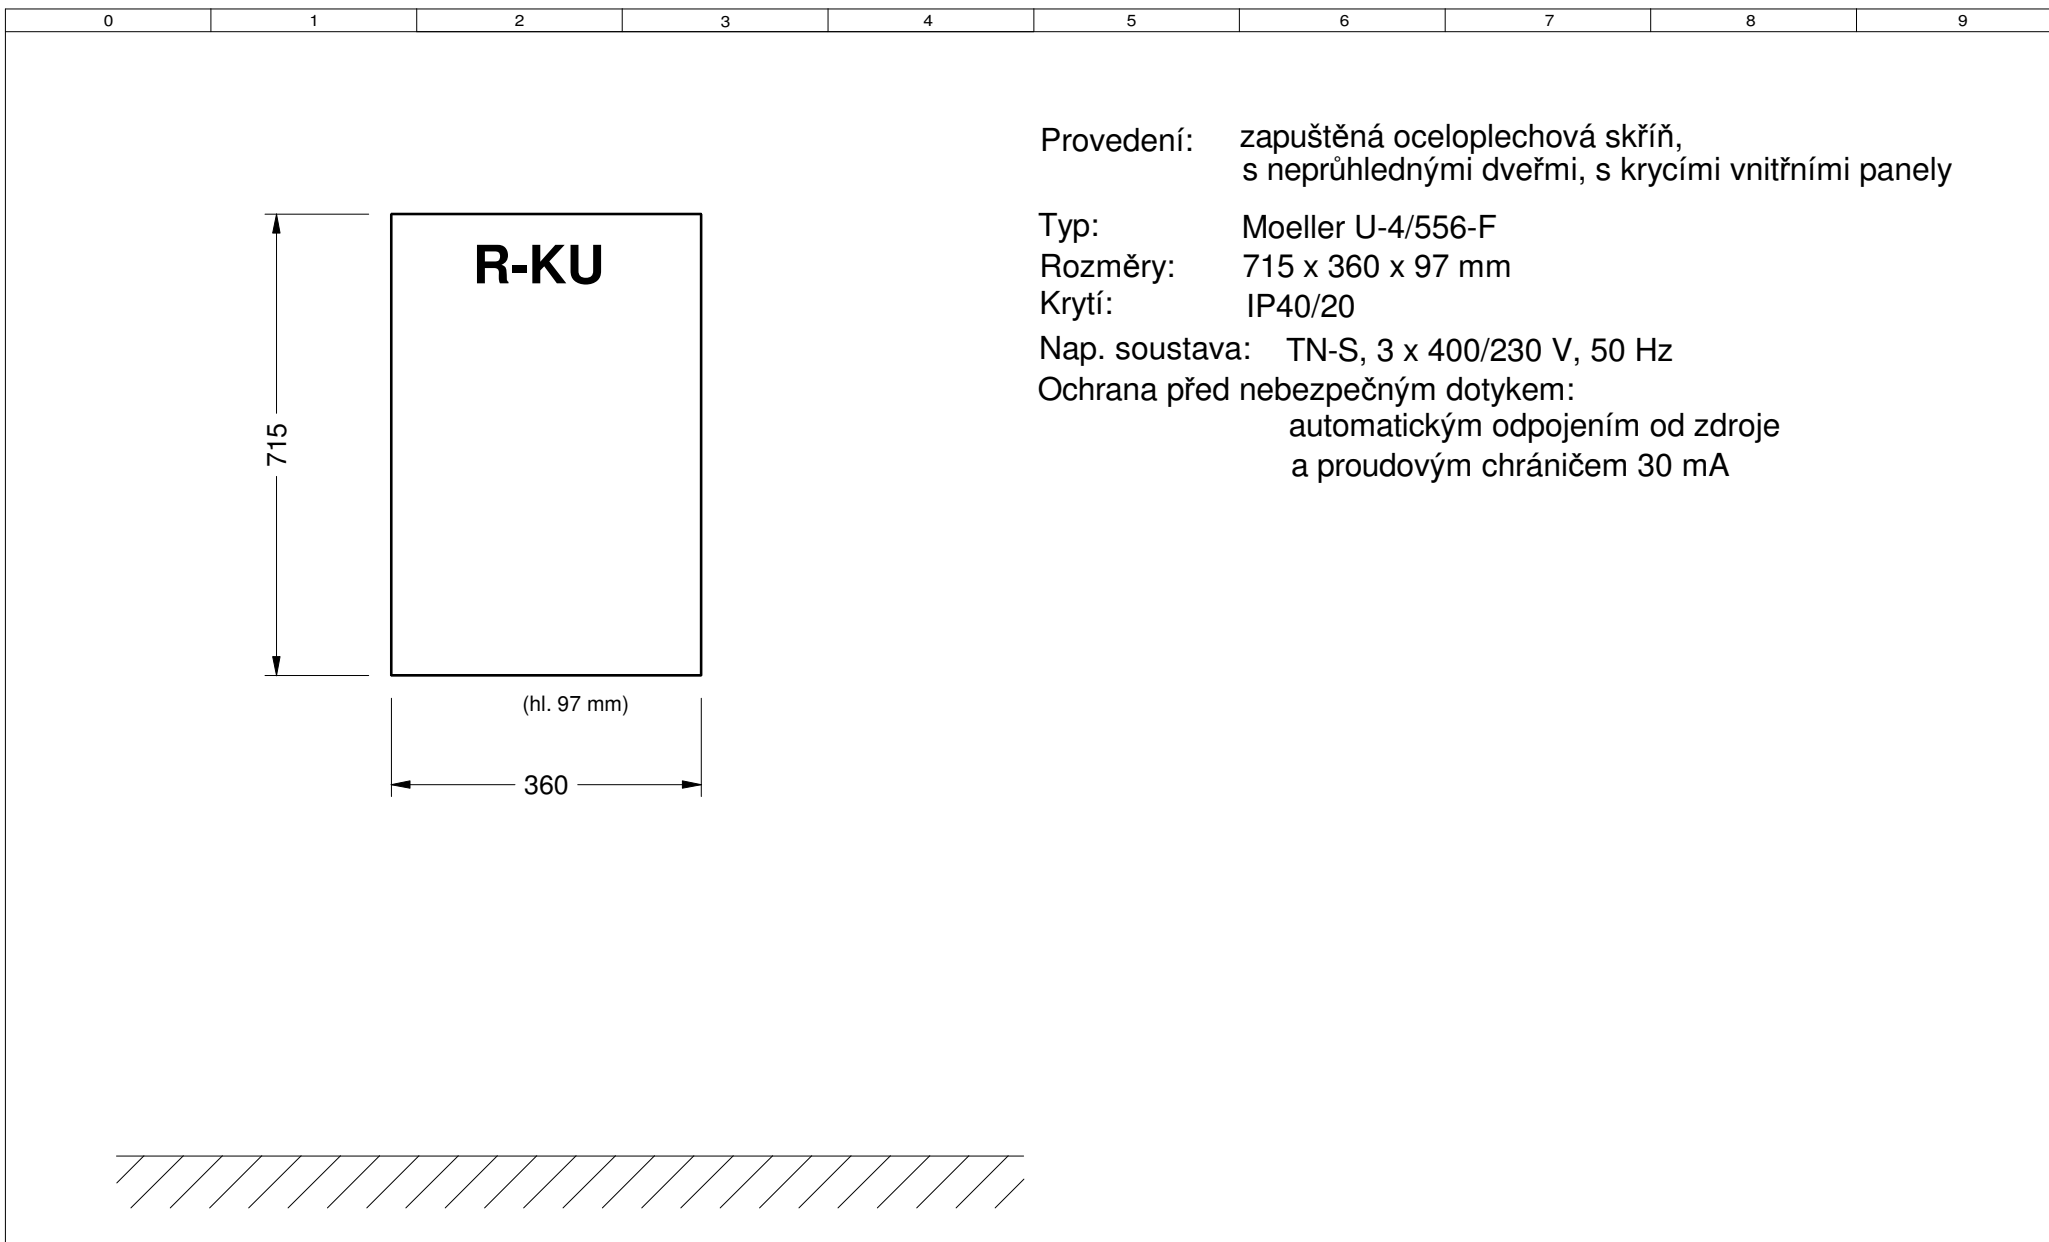 0 1 2 3 4 5 6 7 8 9
Provedení: zapuštěná oceloplechová skříň,
s neprůhlednými dveřmi, s krycími vnitřními panely
Typ: Moeller U-4/556-F
Rozměry: 715 x 360 x 97 mm
Krytí: IP40/20
Nap. soustava: TN-S, 3 x 400/230 V, 50 Hz
Ochrana před nebezpečným dotykem:
automatickým odpojením od zdroje
a proudovým chráničem 30 mA
R-KU
715
(hl. 97 mm)
360